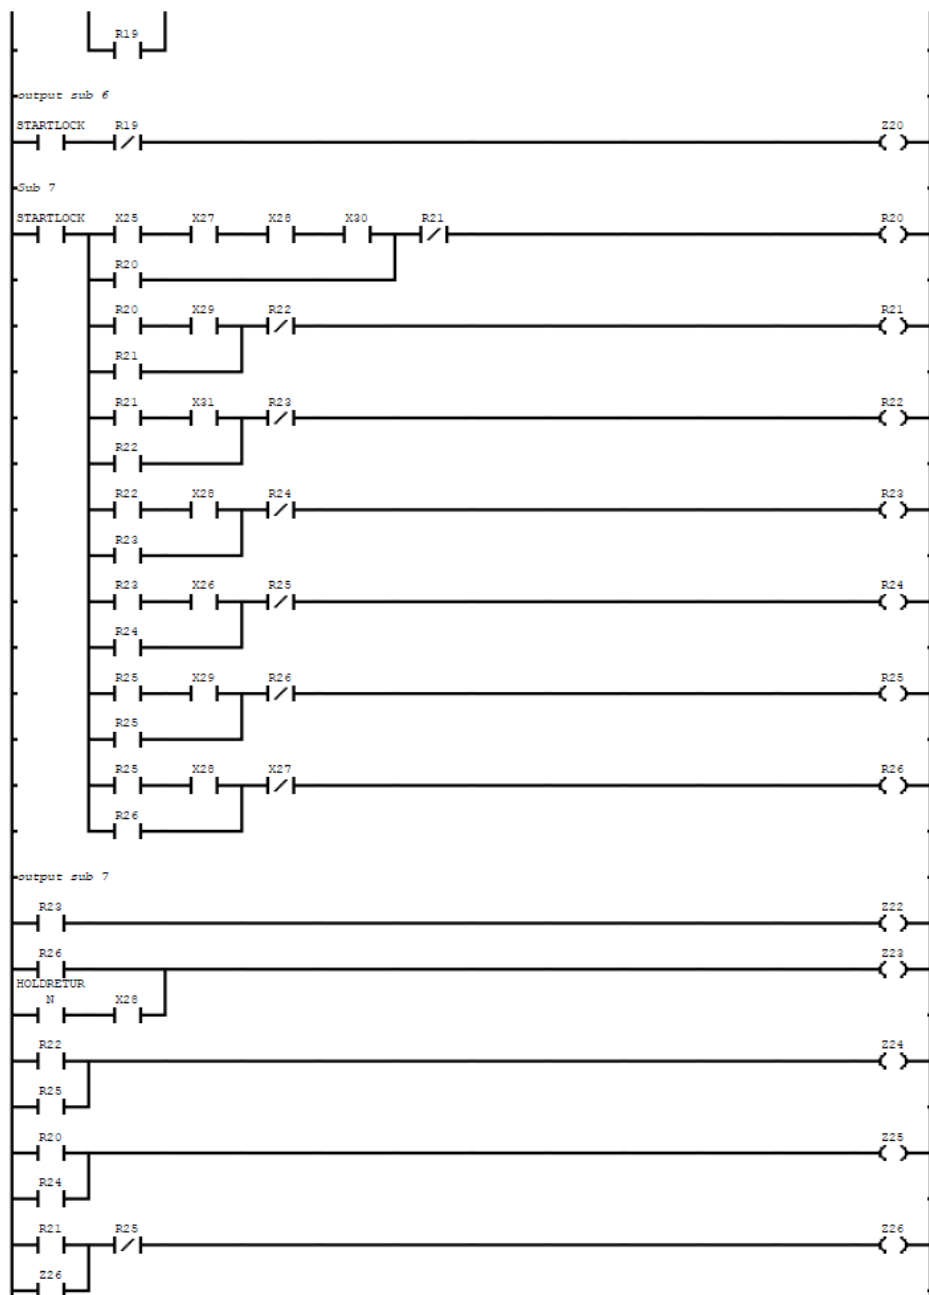 R19
output sub 6
STARTLOCK R19 Z20
Sub 7
STARTLOCK X25 X27 X28 X30 R21 R20
R20
R20 X29 R22 R21
R21
R21 X31 R23 R22
R22
R22 X28 R24 R23
R23
R23 X26 R25 R24
R24
R25 X29 R26 R25
R25
R25 X28 X27 R26
R26
output sub 7
R23 Z22
R26 Z23
HOLDRETUR
N X28
R22 Z24
R25
R20 Z25
R24
R21 R25 Z26
Z26